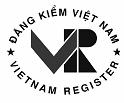 ĐĂNG KIỂM VIỆT NAM
VR
★ VIETNAM REGISTER ★